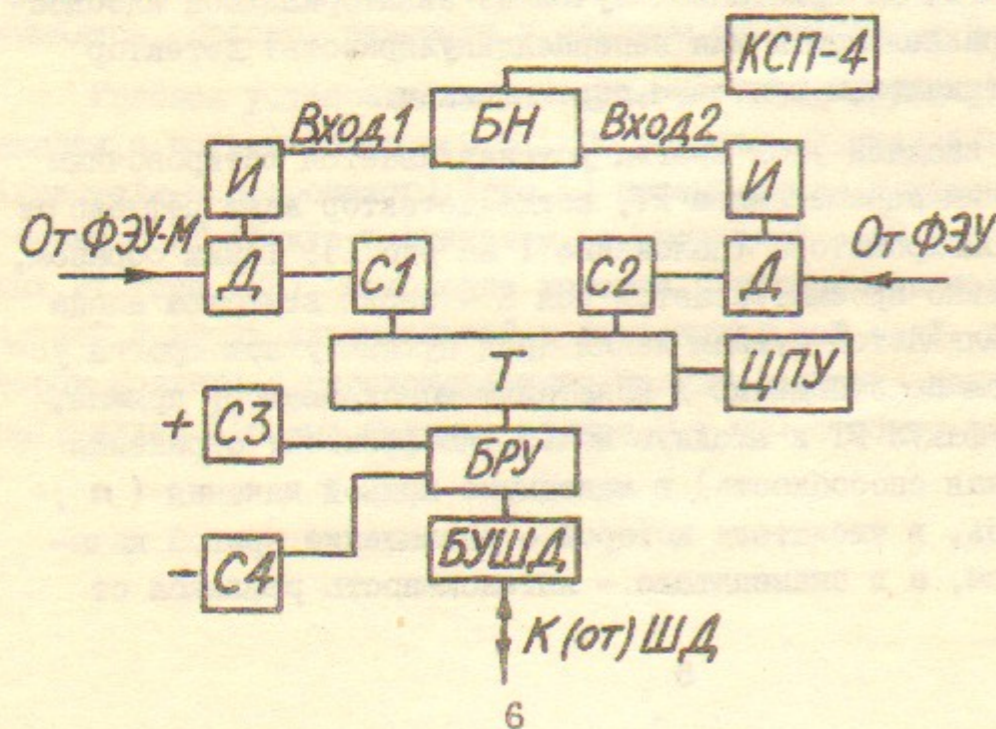 КСП-4
Вход1 БН Вход2
И И
От ФЭУ-М Д С1 С2 Д От ФЭУ
Т ЦПУ
+ С3
БРУ
- С4 БУШД
К (от) ШД
6